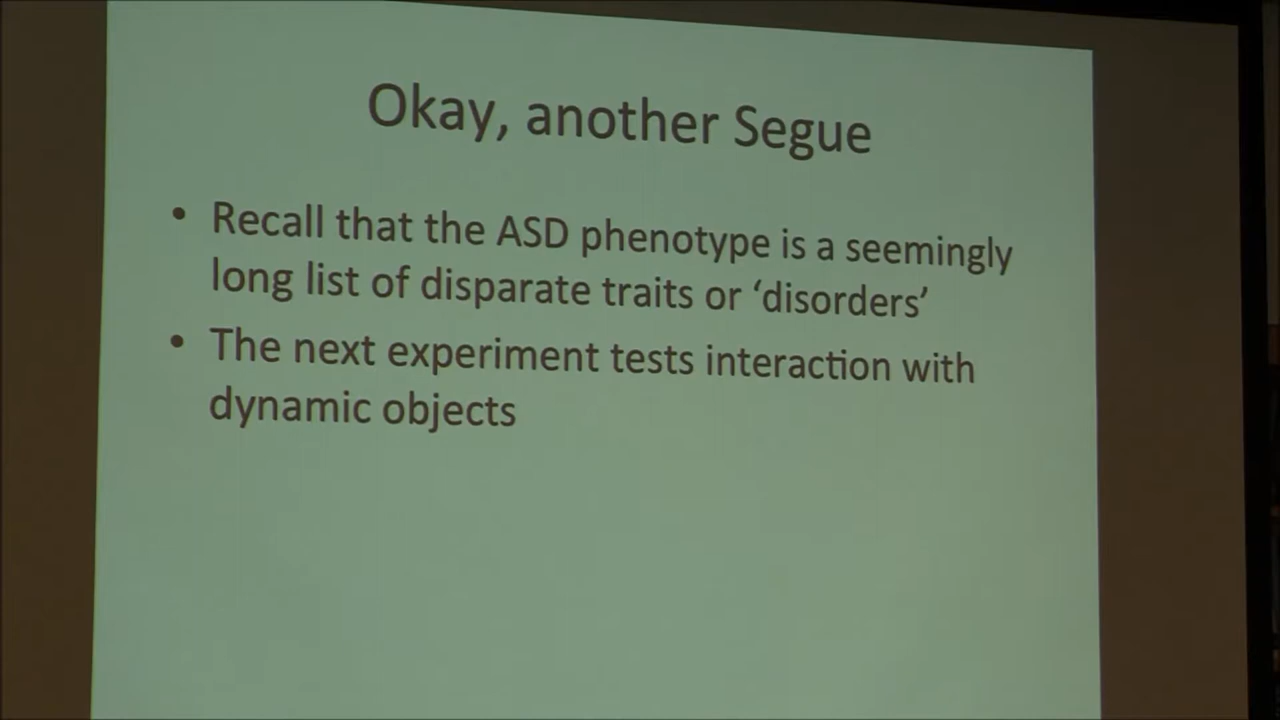 Okay, another Segue
• Recall that the ASD phenotype is a seemingly
long list of disparate traits or ‘disorders’
• The next experiment tests interaction with
dynamic objects